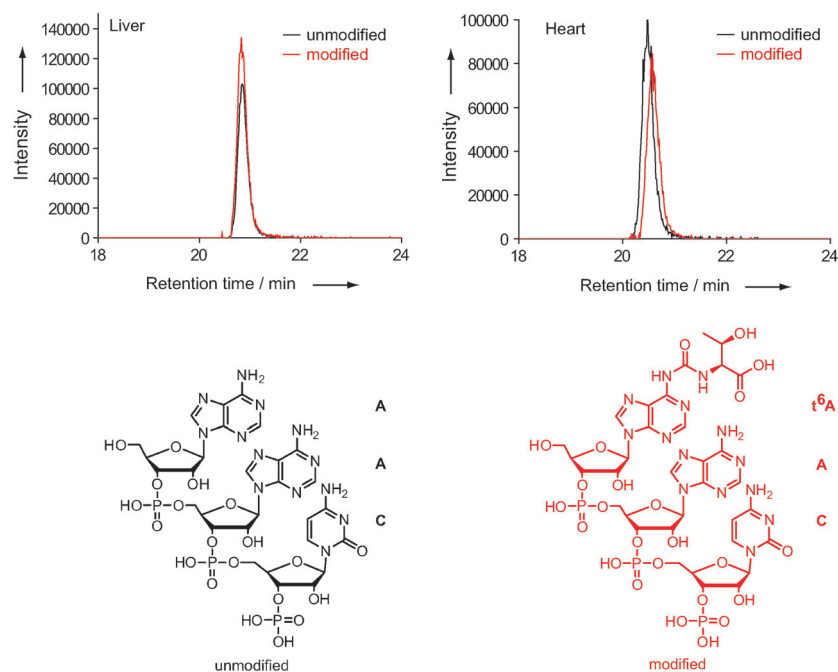 Liver
unmodified
modified
140000
120000
100000
80000
60000
40000
20000
0
Intensity
18
20
22
24
Retention time / min
Heart
unmodified
modified
100000
80000
60000
40000
20000
0
Intensity
18
20
22
24
Retention time / min
NH2
N
N
N
N
A
HO
O
OH
NH2
N
N
N
N
A
O
HO P O
O
O
OH
NH2
N
N
O
C
O
HO P O
O
O
OH
O
HO P O
OH
unmodified
OH
O
OH
HN
N
H
O
N
N
N
N
t6A
HO
O
OH
NH2
N
N
N
N
A
O
HO P O
O
O
OH
NH2
N
N
O
C
O
HO P O
O
O
OH
O
HO P O
OH
modified